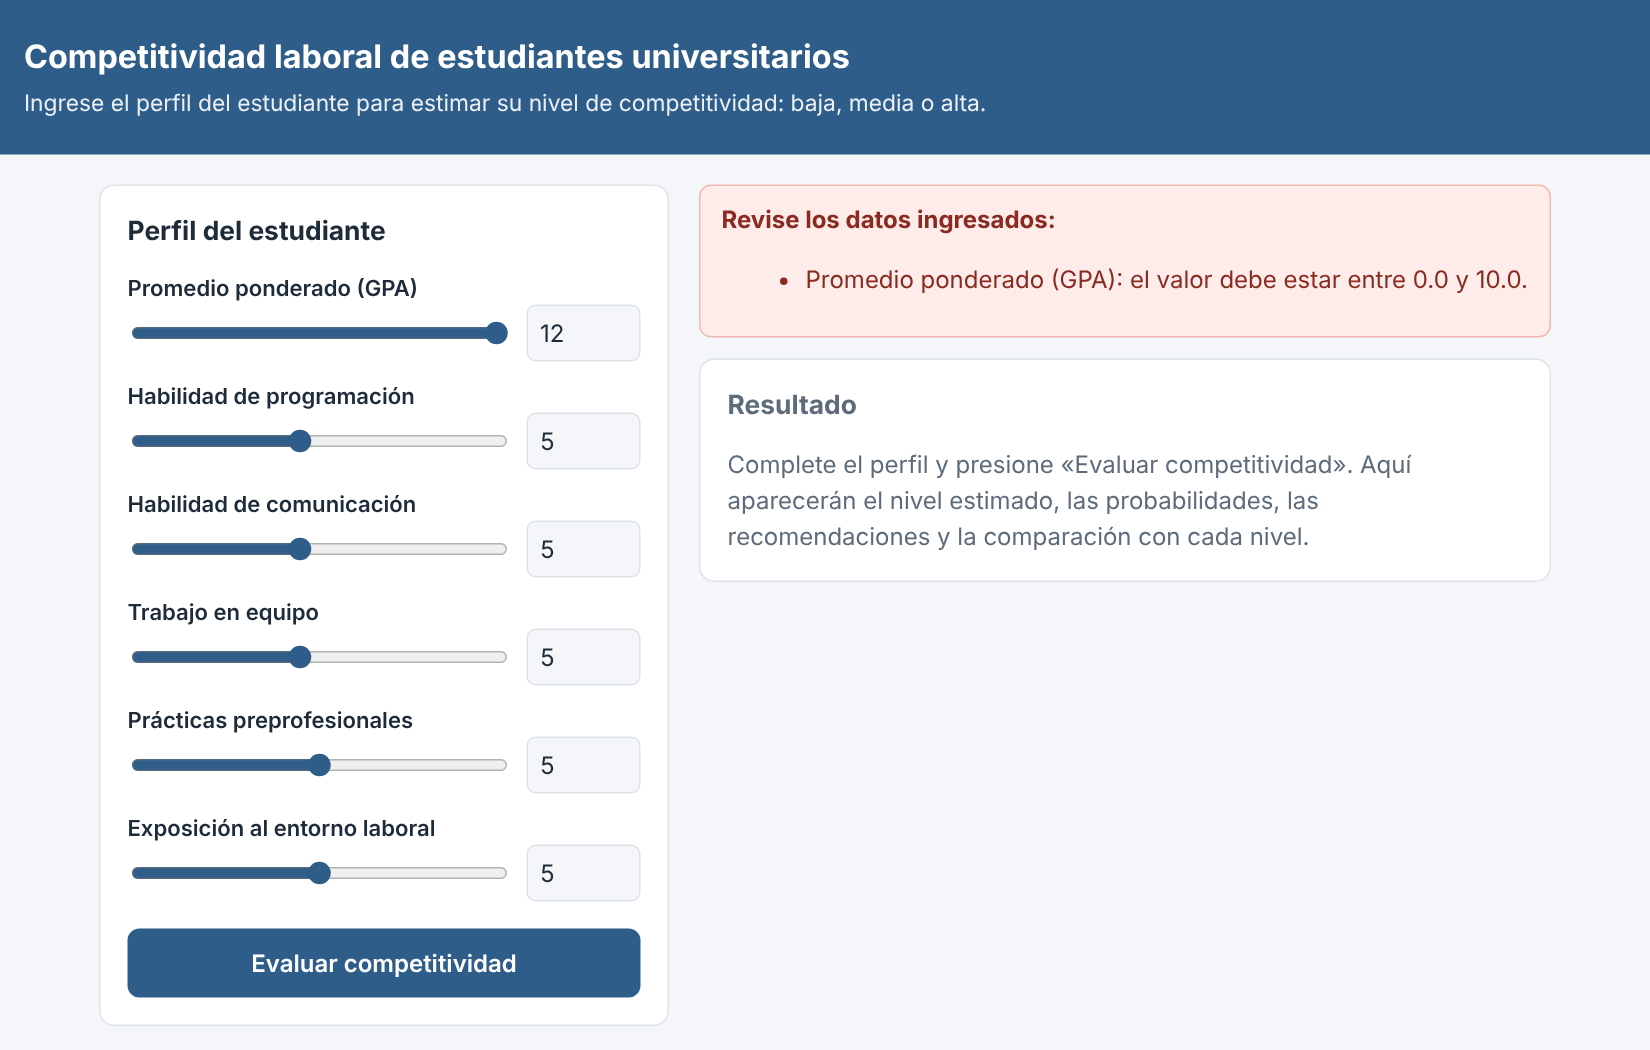 Competitividad laboral de estudiantes universitarios
Ingrese el perfil del estudiante para estimar su nivel de competitividad: baja, media o alta.
Perfil del estudiante
Promedio ponderado (GPA)
12
Habilidad de programación
5
Habilidad de comunicación
5
Trabajo en equipo
5
Prácticas preprofesionales
5
Exposición al entorno laboral
5
Evaluar competitividad
Revise los datos ingresados:
• Promedio ponderado (GPA): el valor debe estar entre 0.0 y 10.0.
Resultado
Complete el perfil y presione «Evaluar competitividad». Aquí
aparecerán el nivel estimado, las probabilidades, las
recomendaciones y la comparación con cada nivel.